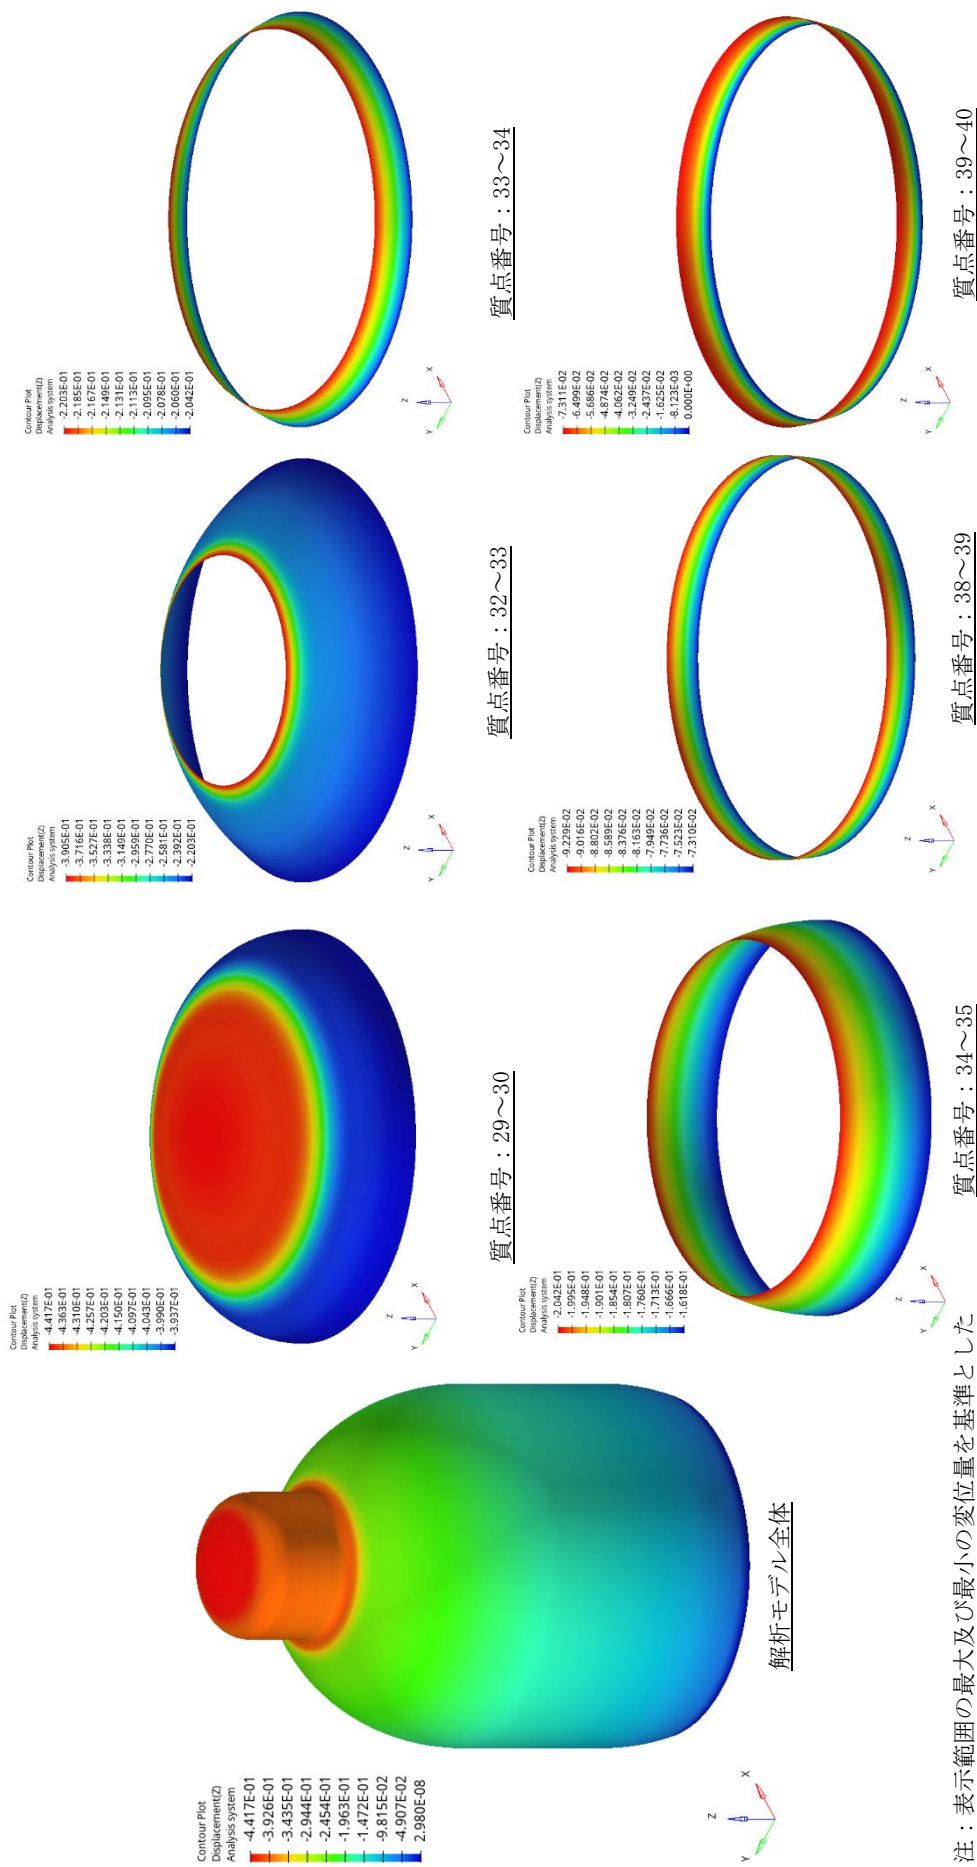 Contour Plot
Displacement(Z)
Analysis system
-4.417E-01
-3.926E-01
-3.435E-01
-2.944E-01
-2.454E-01
-1.963E-01
-1.472E-01
-9.815E-02
-4.907E-02
2.980E-08
Z
Y
X
解析モデル全体
Contour Plot
Displacement(Z)
Analysis system
-4.417E-01
-4.363E-01
-4.310E-01
-4.257E-01
-4.203E-01
-4.150E-01
-4.097E-01
-4.043E-01
-3.990E-01
-3.937E-01
Z
Y
X
質点番号：29～30
Contour Plot
Displacement(Z)
Analysis system
-3.905E-01
-3.716E-01
-3.527E-01
-3.338E-01
-3.149E-01
-2.959E-01
-2.770E-01
-2.581E-01
-2.392E-01
-2.203E-01
Z
Y
X
質点番号：32～33
Contour Plot
Displacement(Z)
Analysis system
-2.203E-01
-2.185E-01
-2.167E-01
-2.149E-01
-2.131E-01
-2.113E-01
-2.095E-01
-2.078E-01
-2.060E-01
-2.042E-01
Z
Y
X
質点番号：33～34
Contour Plot
Displacement(Z)
Analysis system
-2.042E-01
-1.995E-01
-1.948E-01
-1.901E-01
-1.854E-01
-1.807E-01
-1.760E-01
-1.713E-01
-1.666E-01
-1.618E-01
Z
Y
X
質点番号：34～35
Contour Plot
Displacement(Z)
Analysis system
-9.229E-02
-9.016E-02
-8.802E-02
-8.589E-02
-8.376E-02
-8.163E-02
-7.949E-02
-7.736E-02
-7.523E-02
-7.310E-02
Z
Y
X
質点番号：38～39
Contour Plot
Displacement(Z)
Analysis system
-7.311E-02
-6.499E-02
-5.686E-02
-4.874E-02
-4.062E-02
-3.249E-02
-2.437E-02
-1.625E-02
-8.123E-03
0.000E+00
Z
Y
X
質点番号：39～40
注：表示範囲の最大及び最小の変位量を基準とした